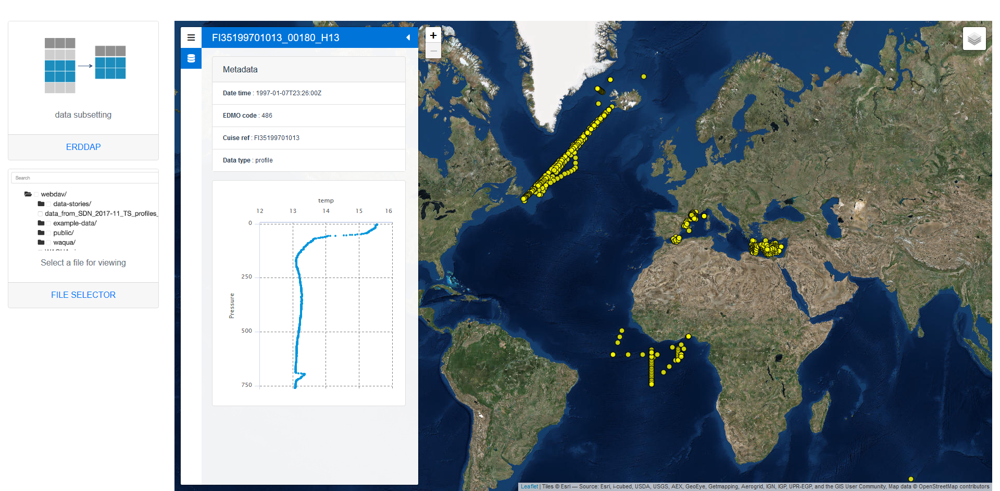 data subsetting
ERDDAP
Search
webdav/
data-stories/
data_from_SDN_2017-11_TS_profiles_
example-data/
public/
waqua/
Select a file for viewing
FILE SELECTOR
FI35199701013_00180_H13
Metadata
Date time : 1997-01-07T23:26:00Z
EDMO code : 486
Cuise ref : FI35199701013
Data type : profile
temp
12 13 14 15 16
0
250
500
750
Pressure
+
−
Leaflet | Tiles © Esri — Source: Esri, i-cubed, USDA, USGS, AEX, GeoEye, Getmapping, Aerogrid, IGN, IGP, UPR-EGP, and the GIS User Community, Map data © OpenStreetMap contributors